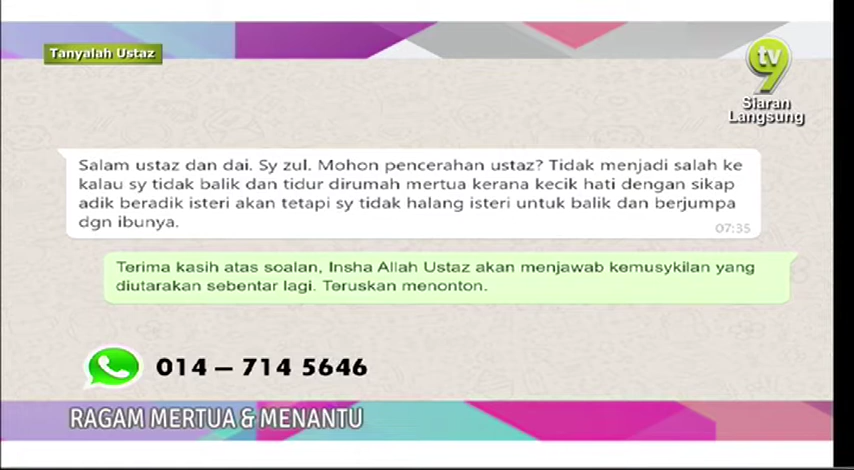 Tanyalah Ustaz
tv
9
Siaran
Langsung
Salam ustaz dan dai. Sy zul. Mohon pencerahan ustaz? Tidak menjadi salah ke
kalau sy tidak balik dan tidur dirumah mertua kerana kecik hati dengan sikap
adik beradik isteri akan tetapi sy tidak halang isteri untuk balik dan berjumpa
dgn ibunya.
07:35
Terima kasih atas soalan, Insha Allah Ustaz akan menjawab kemusykilan yang
diutarakan sebentar lagi. Teruskan menonton.
014 – 714 5646
RAGAM MERTUA & MENANTU